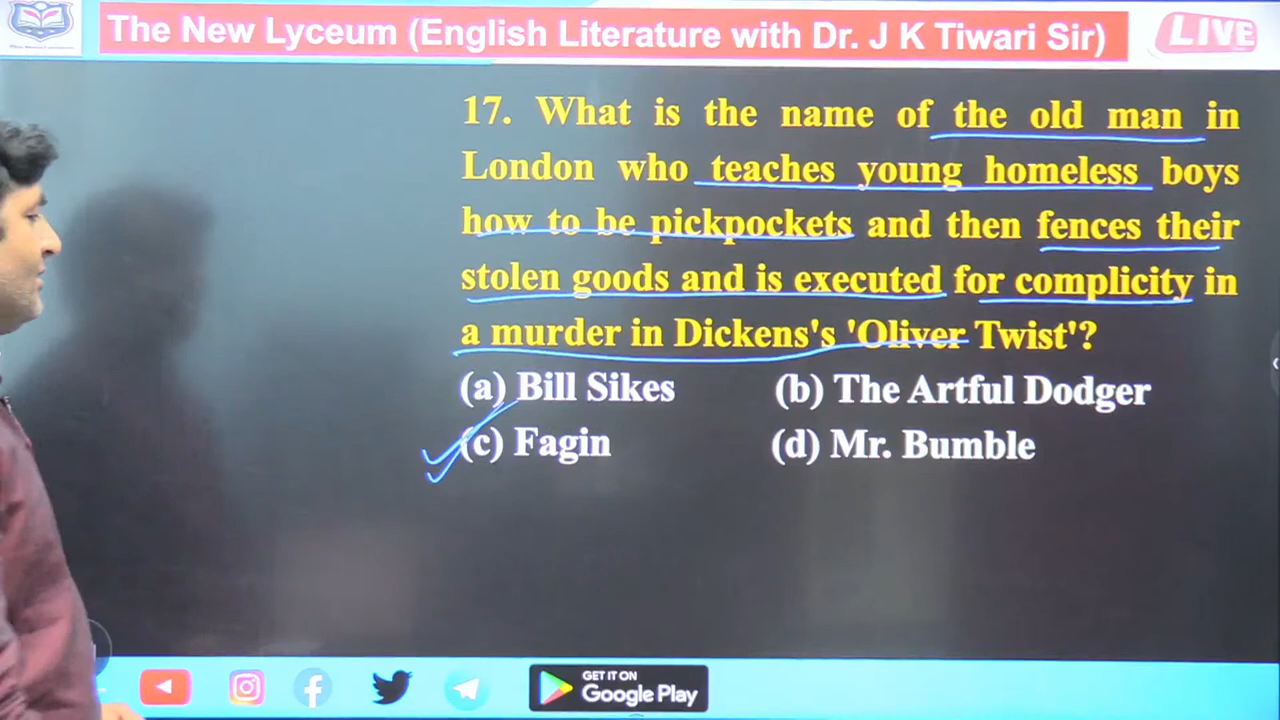 The New Lyceum (English Literature with Dr. J K Tiwari Sir)
LIVE
17. What is the name of the old man in
London who teaches young homeless boys
how to be pickpockets and then fences their
stolen goods and is executed for complicity in
a murder in Dickens's 'Oliver Twist'?
(a) Bill Sikes (b) The Artful Dodger
(c) Fagin (d) Mr. Bumble
GET IT ON
Google Play